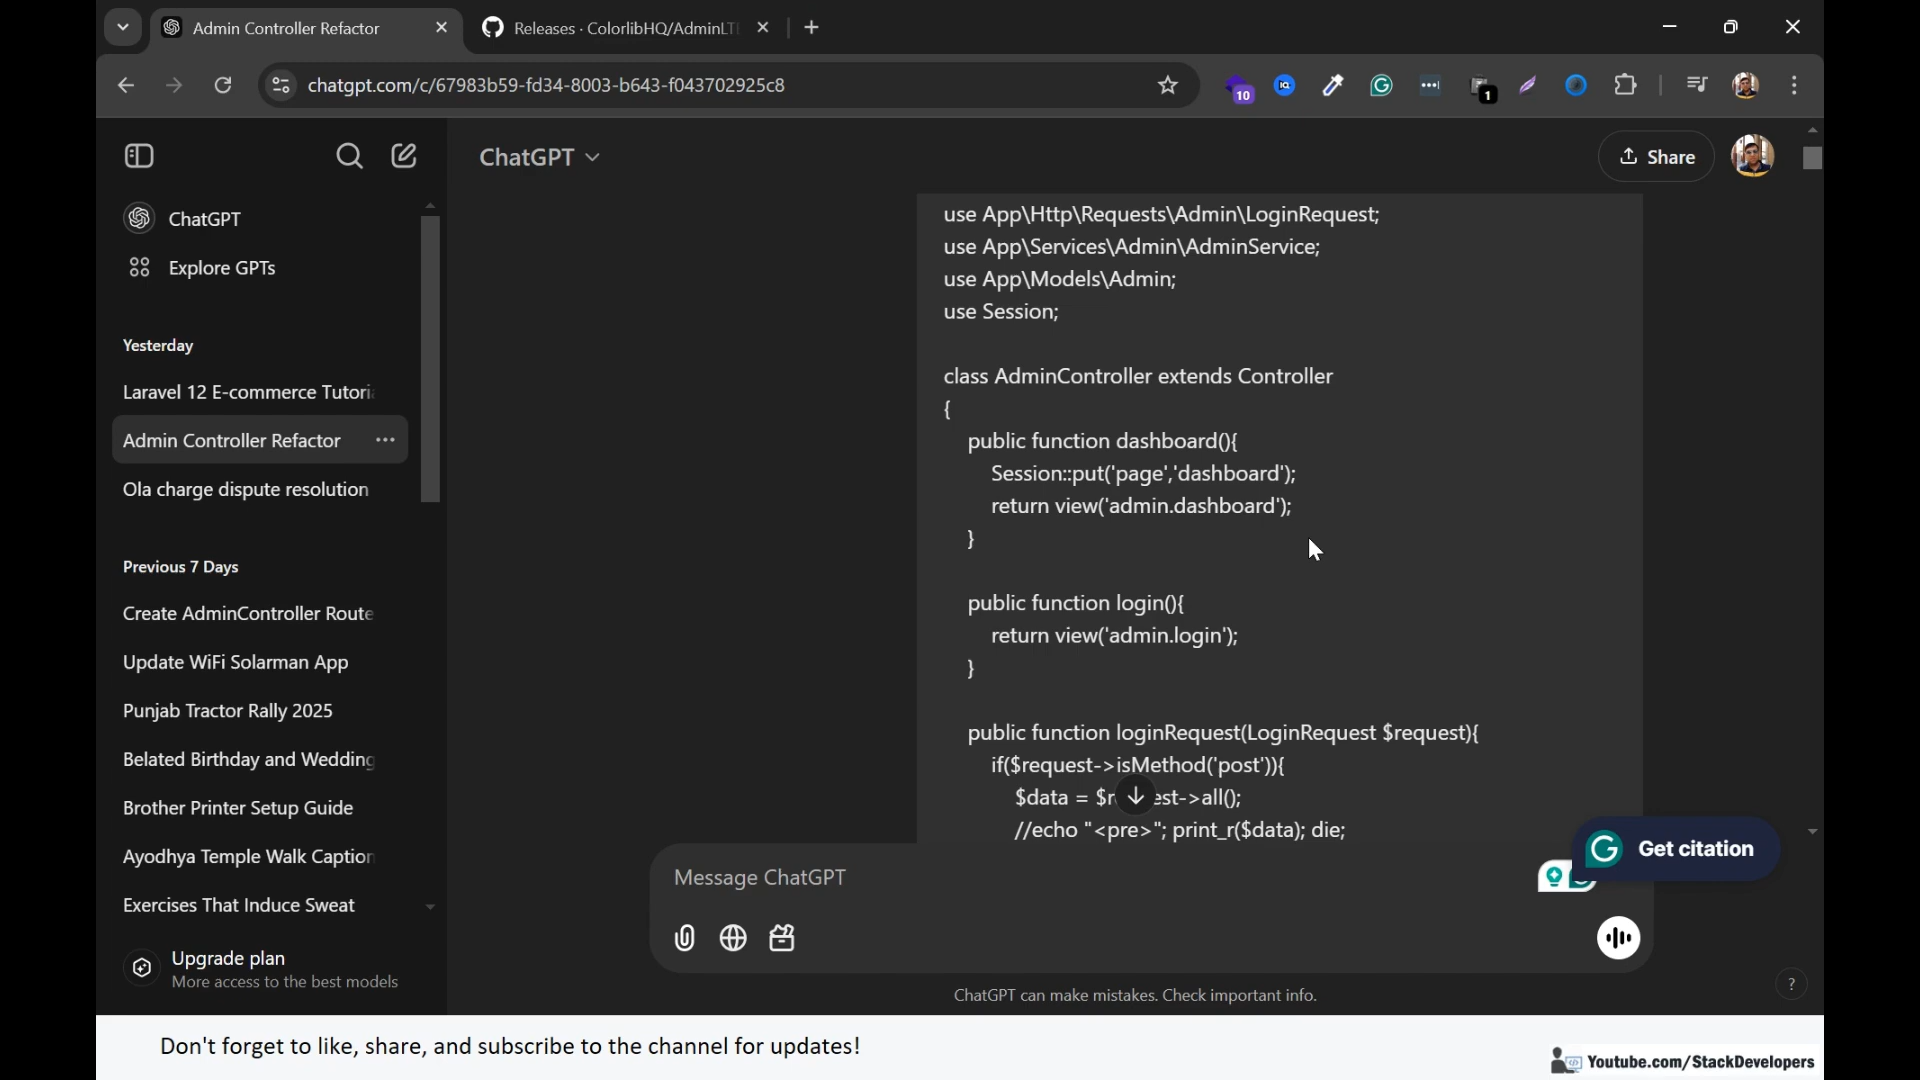 Admin Controller Refactor
Releases · ColorlibHQ/AdminLT
chatgpt.com/c/67983b59-fd34-8003-b643-f043702925c8
10
1
ChatGPT
Share
ChatGPT
Explore GPTs
Yesterday
Laravel 12 E-commerce Tutori
Admin Controller Refactor
Ola charge dispute resolution
Previous 7 Days
Create AdminController Route
Update WiFi Solarman App
Punjab Tractor Rally 2025
Belated Birthday and Wedding
Brother Printer Setup Guide
Ayodhya Temple Walk Caption
Exercises That Induce Sweat
Upgrade plan
More access to the best models
use App\Http\Requests\Admin\LoginRequest;
use App\Services\Admin\AdminService;
use App\Models\Admin;
use Session;
class AdminController extends Controller
{
public function dashboard(){
Session::put('page','dashboard');
return view('admin.dashboard');
}
public function login(){
return view('admin.login');
}
public function loginRequest(LoginRequest $request){
if($request->isMethod('post')){
$data = $r est->all();
//echo "<pre>"; print_r($data); die;
Get citation
Message ChatGPT
ChatGPT can make mistakes. Check important info.
?
Don't forget to like, share, and subscribe to the channel for updates!
Youtube.com/StackDevelopers